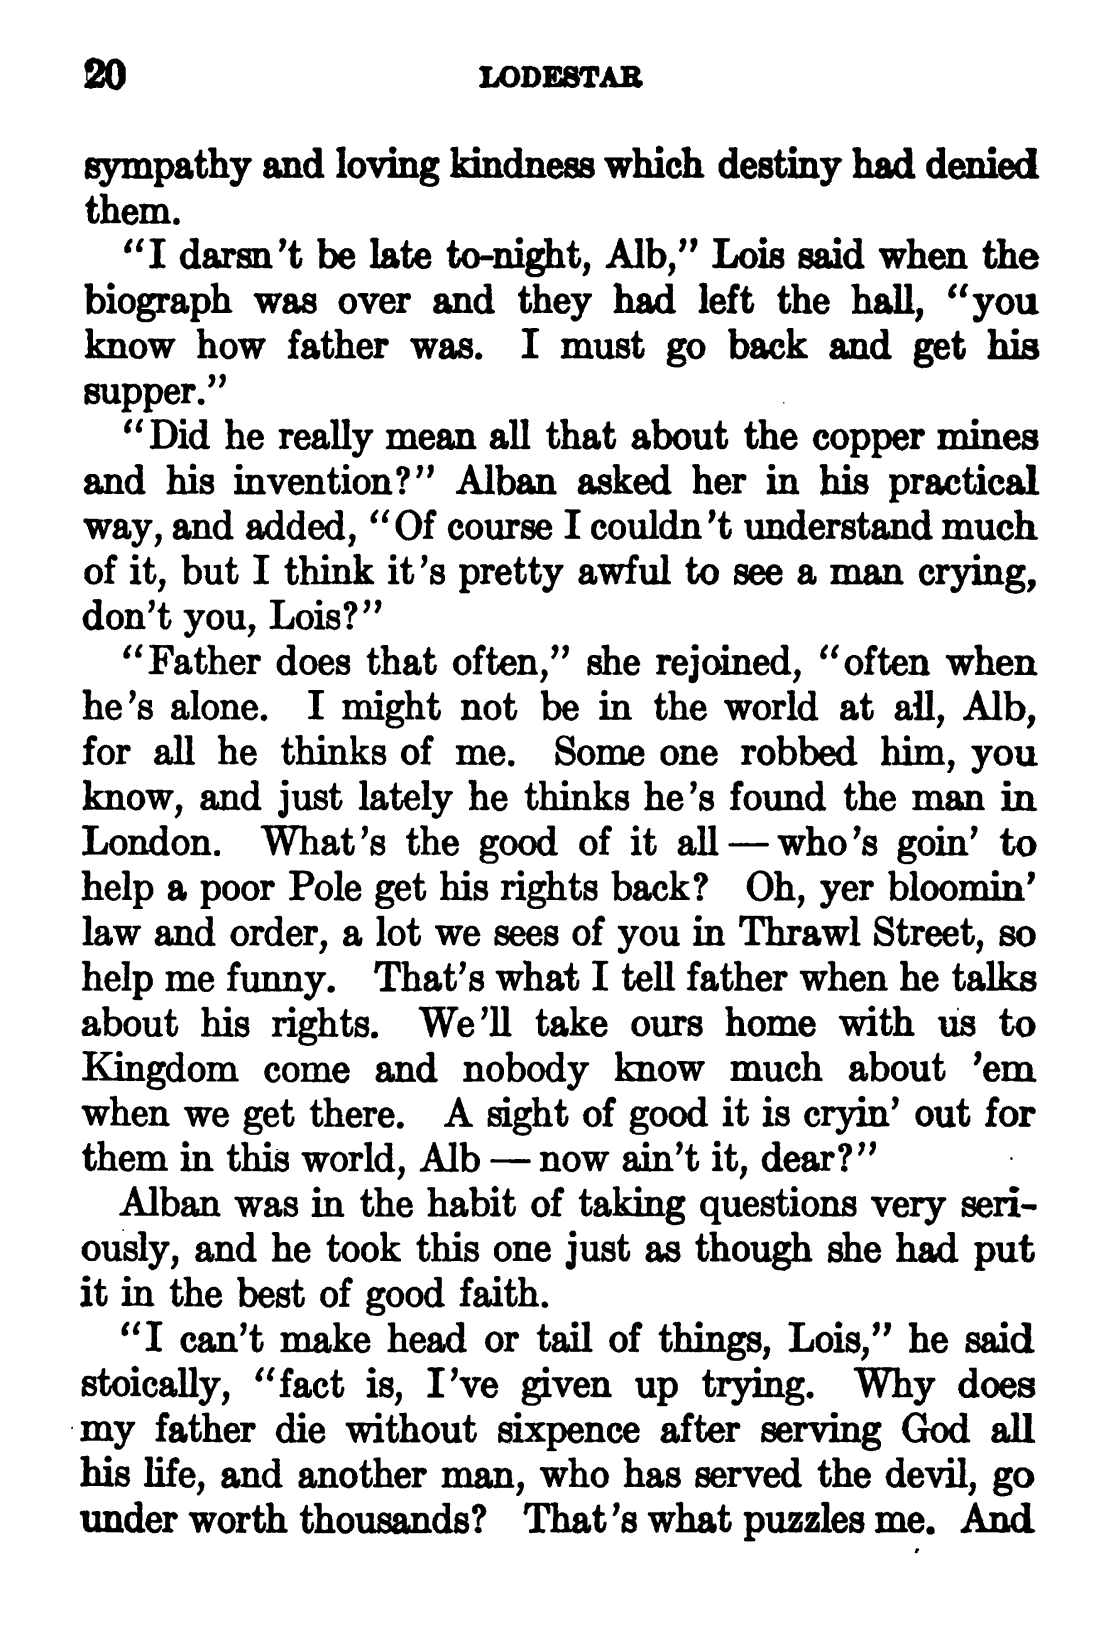 20 LODESTAR
sympathy and loving kindness which destiny had denied
them.
"I darsn't be late to-night, Alb," Lois said when the
biograph was over and they had left the hall, "you
know how father was. I must go back and get his
supper."
"Did he really mean all that about the copper mines
and his invention?" Alban asked her in his practical
way, and added, "Of course I couldn't understand much
of it, but I think it's pretty awful to see a man crying,
don't you, Lois?"
"Father does that often," she rejoined, "often when
he's alone. I might not be in the world at all, Alb,
for all he thinks of me. Some one robbed him, you
know, and just lately he thinks he's found the man in
London. What's the good of it all — who's goin' to
help a poor Pole get his rights back? Oh, yer bloomin'
law and order, a lot we sees of you in Thrawl Street, so
help me funny. That's what I tell father when he talks
about his rights. We'll take ours home with us to
Kingdom come and nobody know much about 'em
when we get there. A sight of good it is cryin' out for
them in this world, Alb — now ain't it, dear?"
Alban was in the habit of taking questions very seri-
ously, and he took this one just as though she had put
it in the best of good faith.
"I can't make head or tail of things, Lois," he said
stoically, "fact is, I've given up trying. Why does
my father die without sixpence after serving God all
his life, and another man, who has served the devil, go
under worth thousands? That's what puzzles me. And